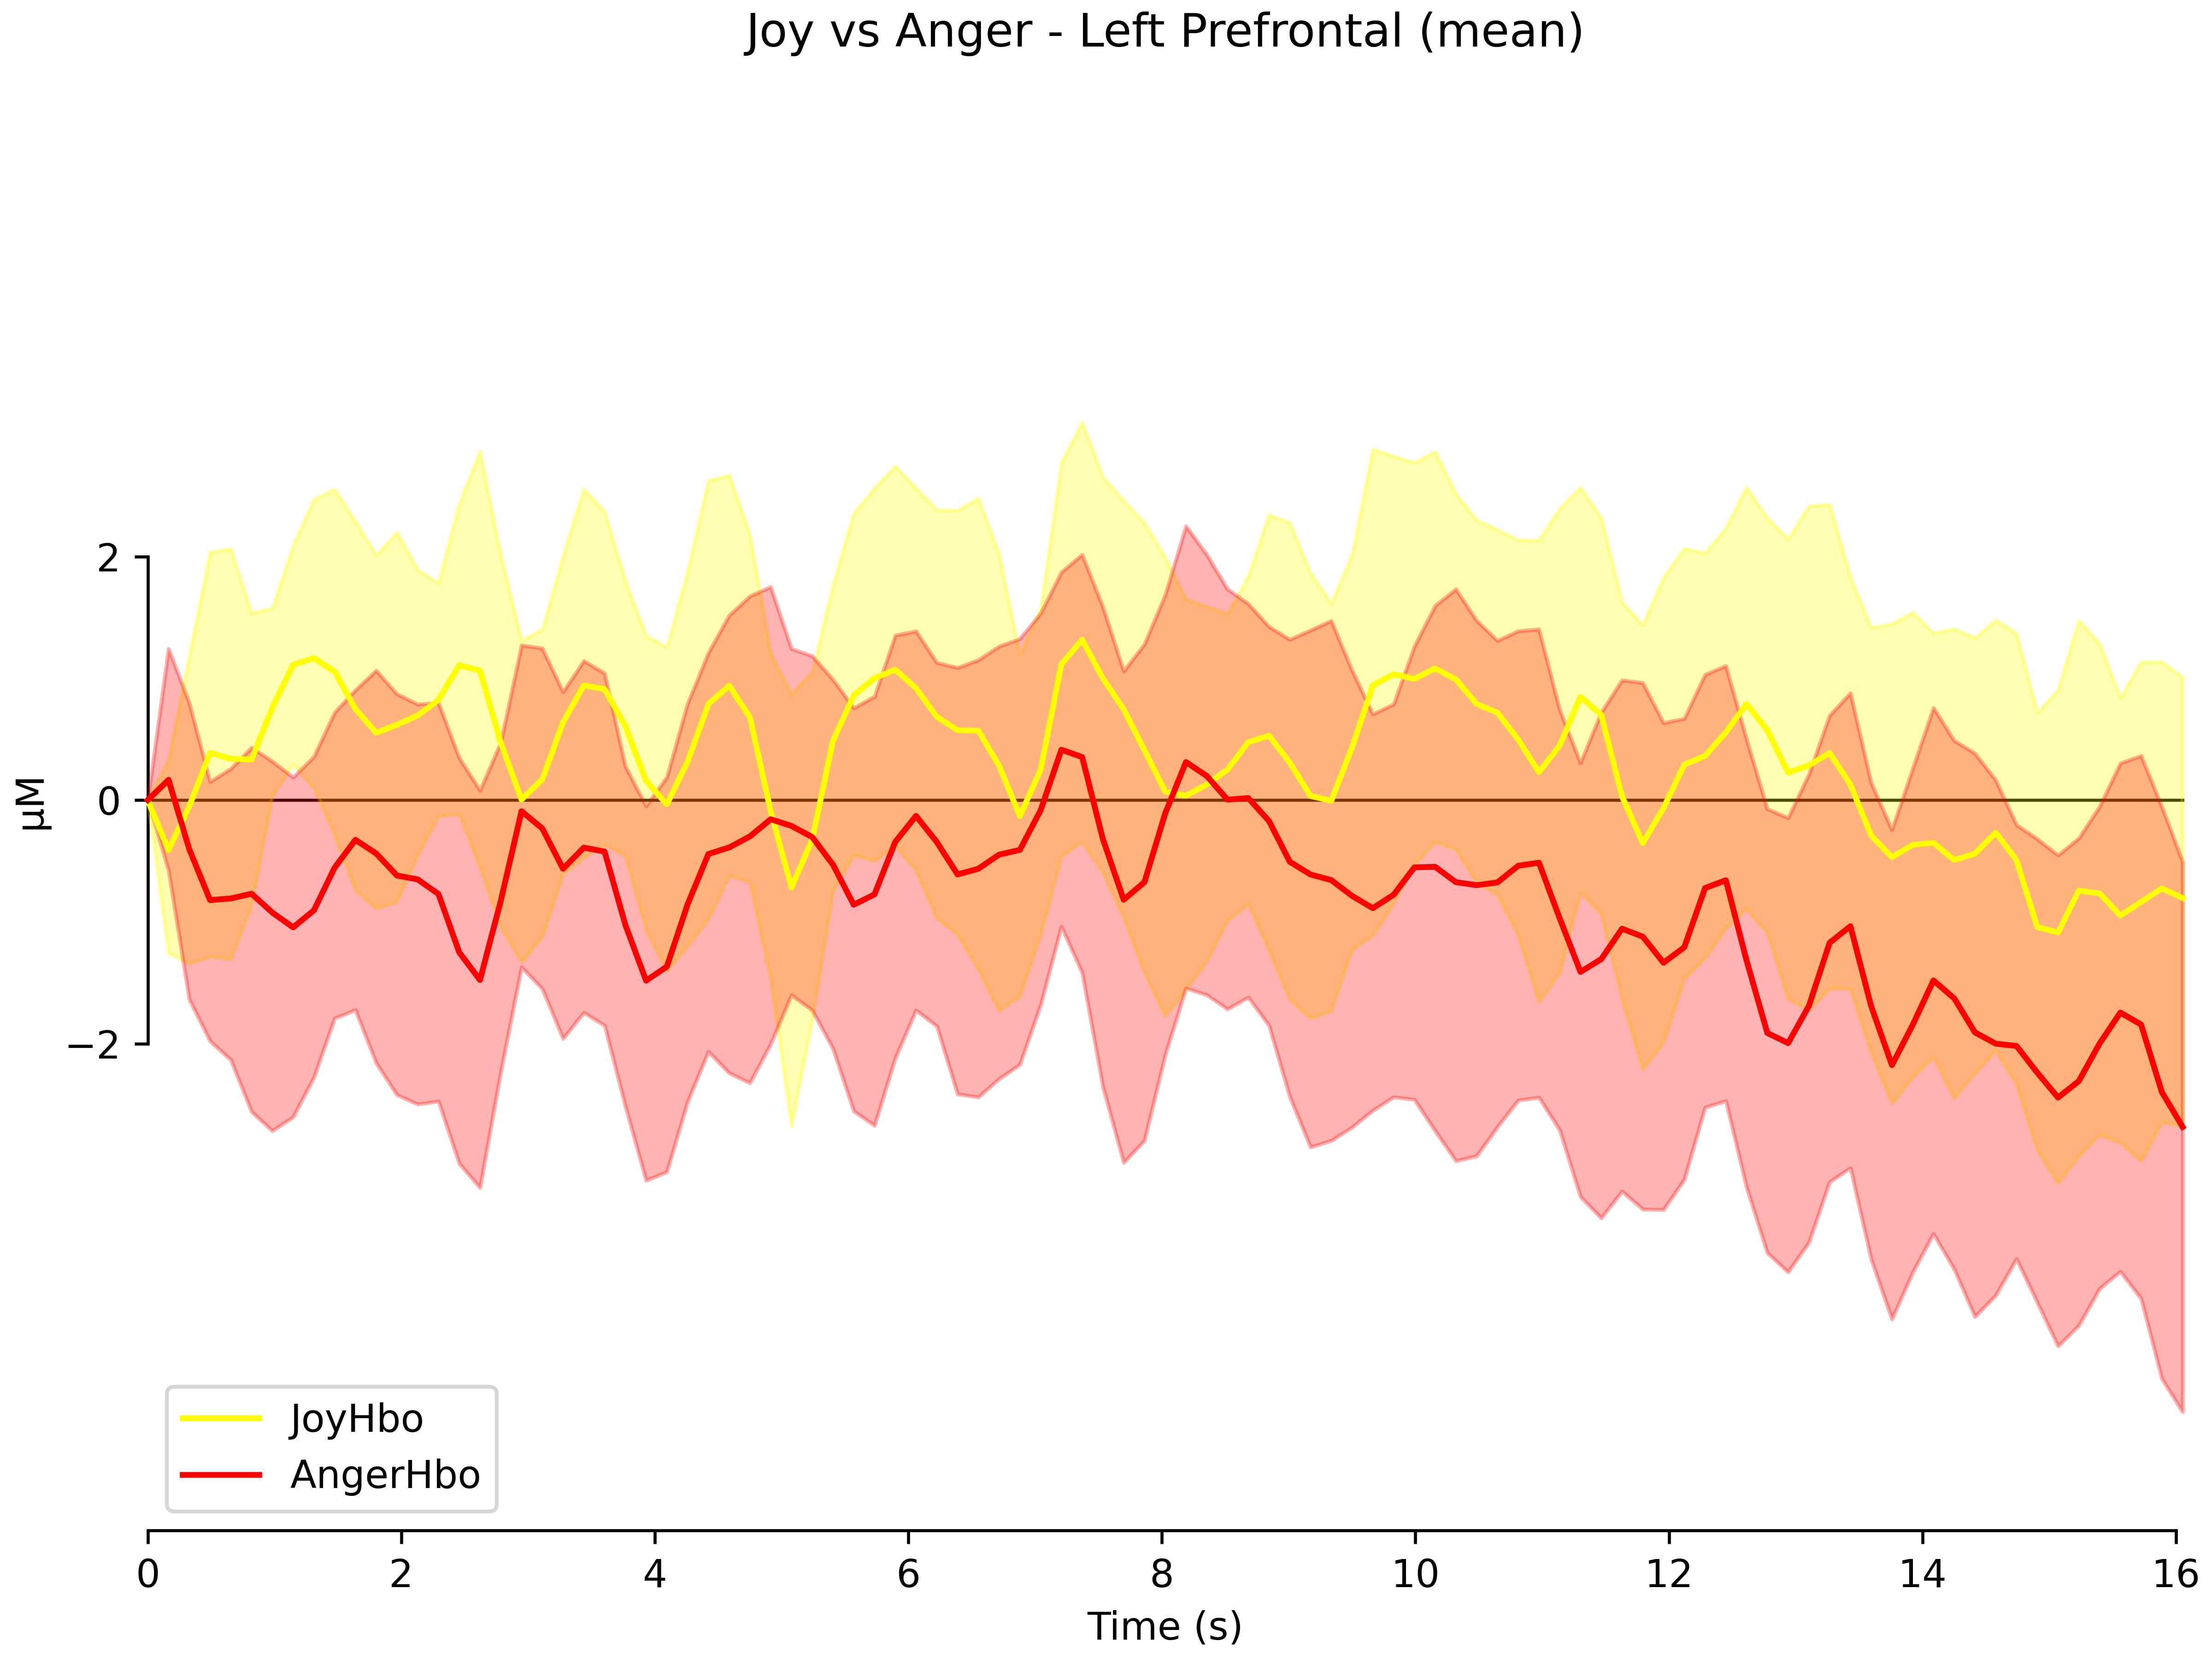 Joy vs Anger - Left Prefrontal (mean)
μM
2
0
−2
JoyHbo
AngerHbo
0 2 4 6 8 10 12 14 16
Time (s)